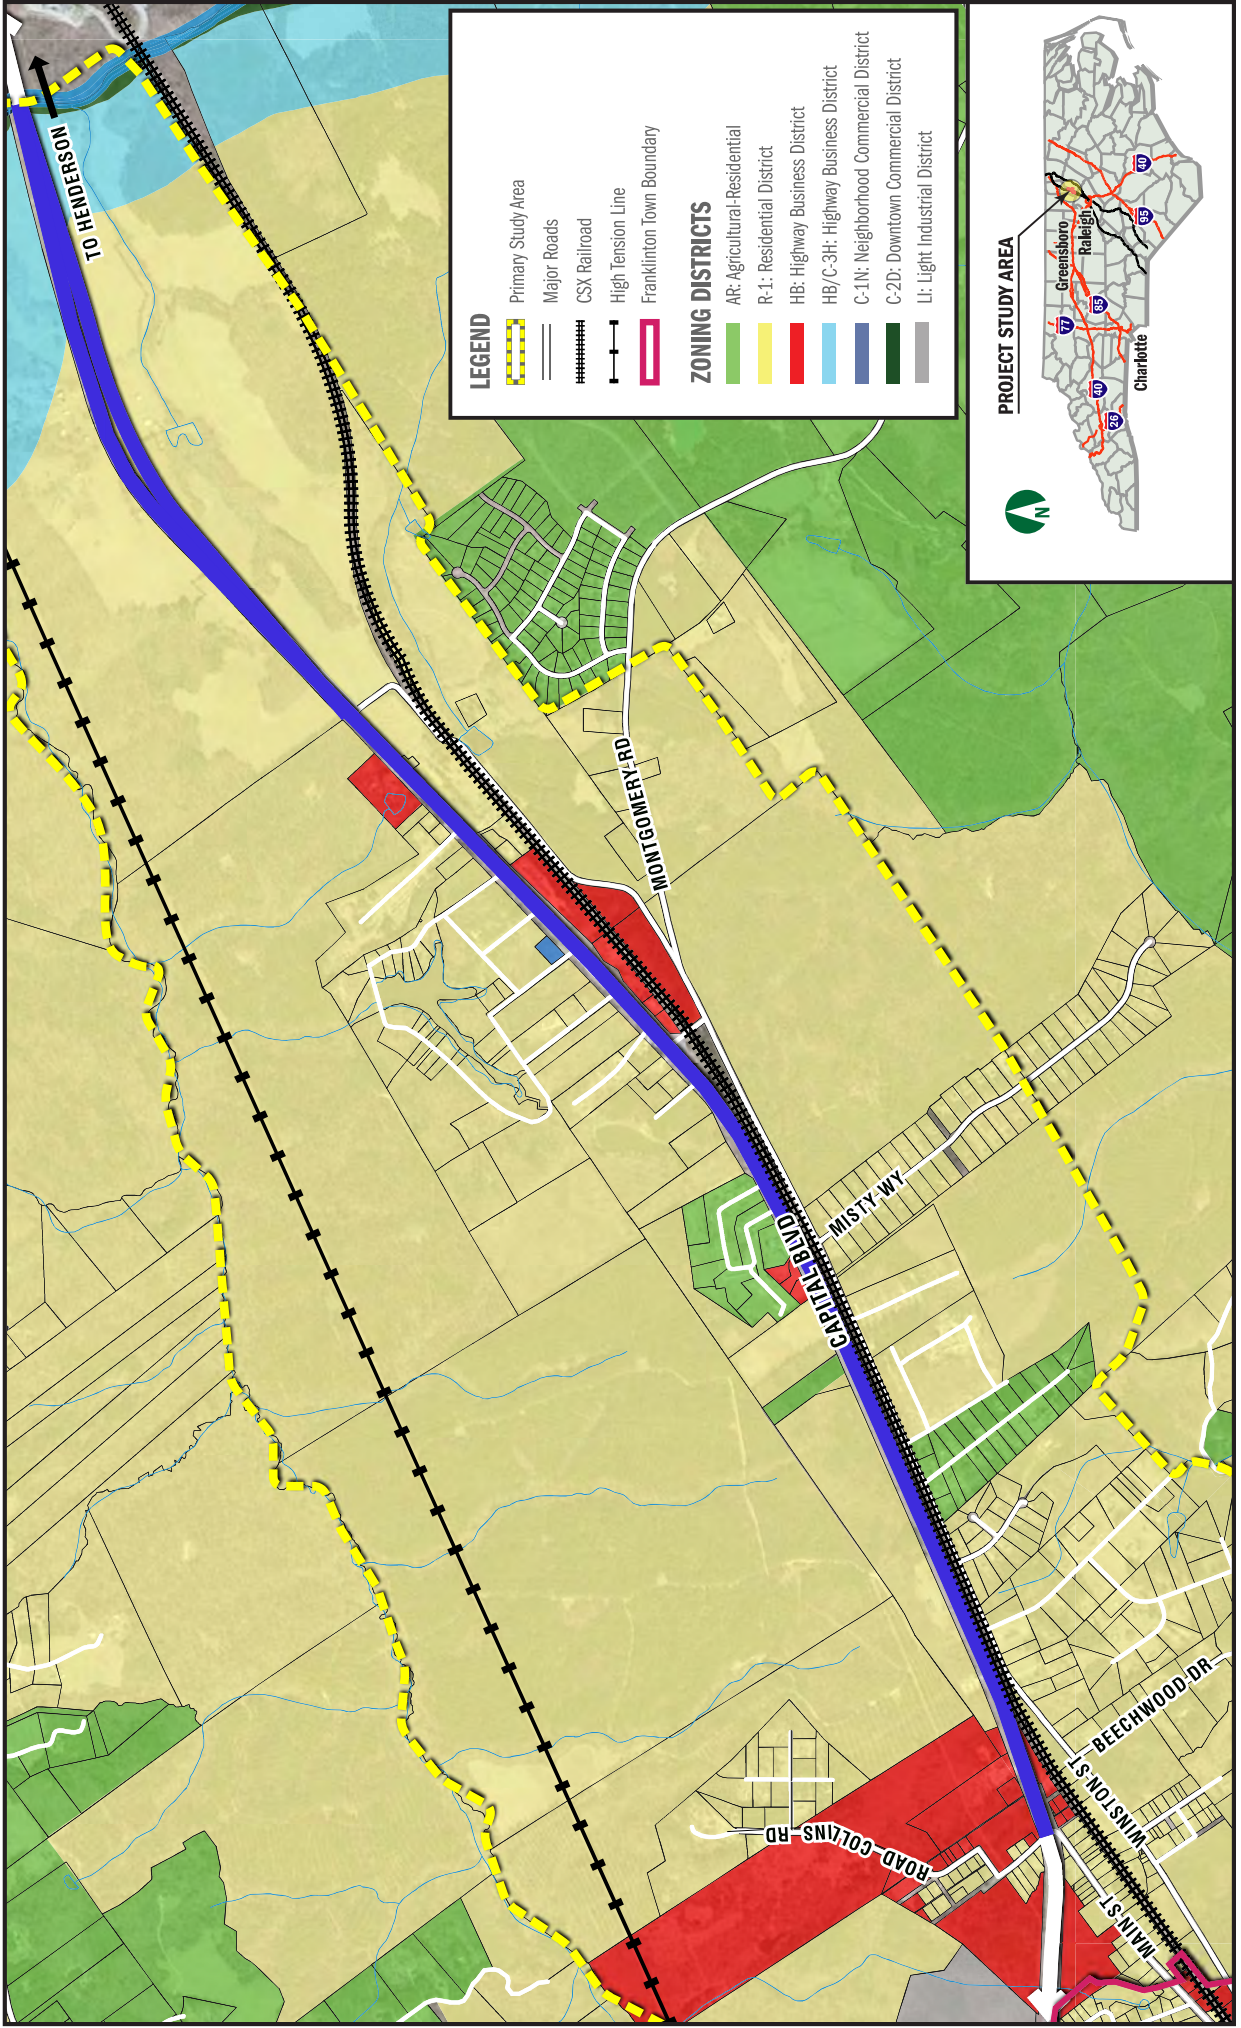 TO HENDERSON
MONTGOMERY RD
CAPITAL BLVD
MISTY WY
ROAD COLLINS RD
BEECHWOOD DR
WINSTON ST
MAIN ST
LEGEND
Primary Study Area
Major Roads
CSX Railroad
High Tension Line
Franklinton Town Boundary
ZONING DISTRICTS
AR: Agricultural-Residential
R-1: Residential District
HB: Highway Business District
HB/C-3H: Highway Business District
C-1N: Neighborhood Commercial District
C-2D: Downtown Commercial District
LI: Light Industrial District
PROJECT STUDY AREA
N
Greensboro
Raleigh
Charlotte
77
85
40
26
95
40